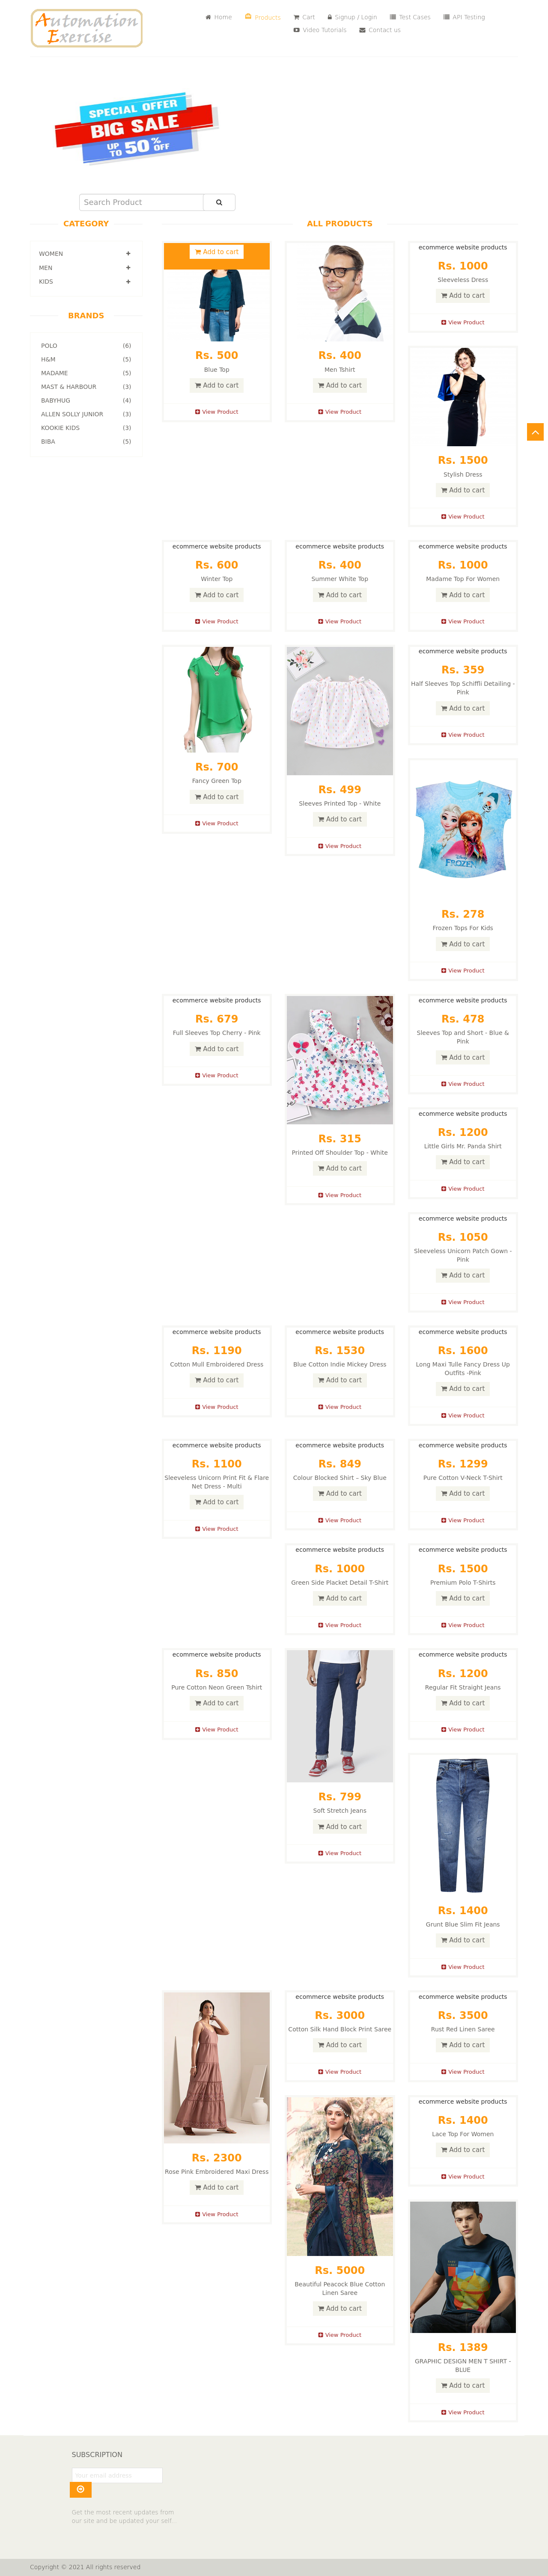 Automation
Exercise
Home
Products
Cart
Signup / Login
Test Cases
API Testing
Video Tutorials
Contact us
SPECIAL OFFER
BIG SALE
UP TO 50% OFF
Search Product
CATEGORY
WOMEN
MEN
KIDS
BRANDS
POLO (6)
H&M (5)
MADAME (5)
MAST & HARBOUR (3)
BABYHUG (4)
ALLEN SOLLY JUNIOR (3)
KOOKIE KIDS (3)
BIBA (5)
ALL PRODUCTS
Add to cart
Rs. 500
Blue Top
Add to cart
View Product
Rs. 400
Men Tshirt
Add to cart
View Product
ecommerce website products
Rs. 1000
Sleeveless Dress
Add to cart
View Product
Rs. 1500
Stylish Dress
Add to cart
View Product
ecommerce website products
Rs. 600
Winter Top
Add to cart
View Product
ecommerce website products
Rs. 400
Summer White Top
Add to cart
View Product
ecommerce website products
Rs. 1000
Madame Top For Women
Add to cart
View Product
Rs. 700
Fancy Green Top
Add to cart
View Product
Rs. 499
Sleeves Printed Top - White
Add to cart
View Product
ecommerce website products
Rs. 359
Half Sleeves Top Schiffli Detailing -
Pink
Add to cart
View Product
FROZEN
Rs. 278
Frozen Tops For Kids
Add to cart
View Product
ecommerce website products
Rs. 679
Full Sleeves Top Cherry - Pink
Add to cart
View Product
Rs. 315
Printed Off Shoulder Top - White
Add to cart
View Product
ecommerce website products
Rs. 478
Sleeves Top and Short - Blue &
Pink
Add to cart
View Product
ecommerce website products
Rs. 1200
Little Girls Mr. Panda Shirt
Add to cart
View Product
ecommerce website products
Rs. 1050
Sleeveless Unicorn Patch Gown -
Pink
Add to cart
View Product
ecommerce website products
Rs. 1190
Cotton Mull Embroidered Dress
Add to cart
View Product
ecommerce website products
Rs. 1530
Blue Cotton Indie Mickey Dress
Add to cart
View Product
ecommerce website products
Rs. 1600
Long Maxi Tulle Fancy Dress Up
Outfits -Pink
Add to cart
View Product
ecommerce website products
Rs. 1100
Sleeveless Unicorn Print Fit & Flare
Net Dress - Multi
Add to cart
View Product
ecommerce website products
Rs. 849
Colour Blocked Shirt – Sky Blue
Add to cart
View Product
ecommerce website products
Rs. 1299
Pure Cotton V-Neck T-Shirt
Add to cart
View Product
ecommerce website products
Rs. 1000
Green Side Placket Detail T-Shirt
Add to cart
View Product
ecommerce website products
Rs. 1500
Premium Polo T-Shirts
Add to cart
View Product
ecommerce website products
Rs. 850
Pure Cotton Neon Green Tshirt
Add to cart
View Product
Rs. 799
Soft Stretch Jeans
Add to cart
View Product
ecommerce website products
Rs. 1200
Regular Fit Straight Jeans
Add to cart
View Product
Rs. 1400
Grunt Blue Slim Fit Jeans
Add to cart
View Product
Rs. 2300
Rose Pink Embroidered Maxi Dress
Add to cart
View Product
ecommerce website products
Rs. 3000
Cotton Silk Hand Block Print Saree
Add to cart
View Product
ecommerce website products
Rs. 3500
Rust Red Linen Saree
Add to cart
View Product
Rs. 5000
Beautiful Peacock Blue Cotton
Linen Saree
Add to cart
View Product
ecommerce website products
Rs. 1400
Lace Top For Women
Add to cart
View Product
Rs. 1389
GRAPHIC DESIGN MEN T SHIRT -
BLUE
Add to cart
View Product
SUBSCRIPTION
Your email address
Get the most recent updates from
our site and be updated your self...
Copyright © 2021 All rights reserved